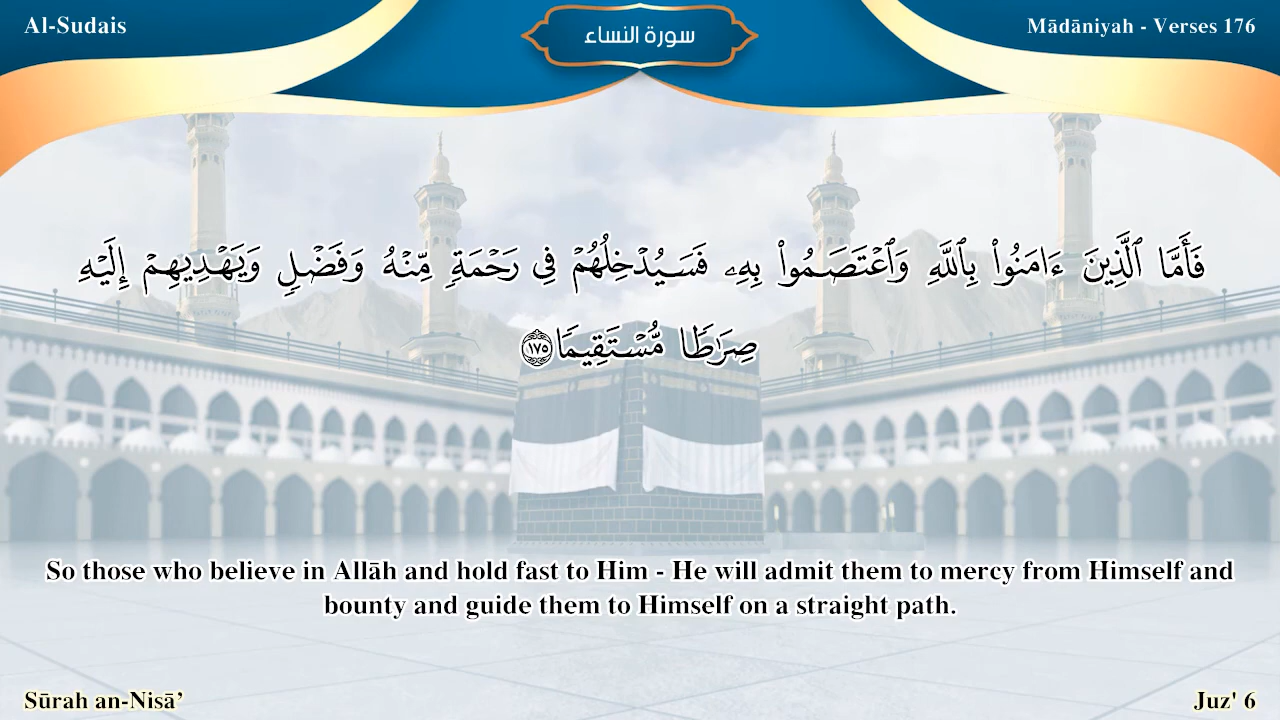 Al-Sudais
سورة النساء
Mādāniyah - Verses 176
فَأَمَّا ٱلَّذِينَ ءَامَنُوا۟ بِٱللَّهِ وَٱعْتَصَمُوا۟ بِهِۦ فَسَيُدْخِلُهُمْ فِى رَحْمَةٍ مِّنْهُ وَفَضْلٍ وَيَهْدِيهِمْ إِلَيْهِ
صِرَٰطًا مُّسْتَقِيمًا ١٧٥
So those who believe in Allāh and hold fast to Him - He will admit them to mercy from Himself and
bounty and guide them to Himself on a straight path.
Sūrah an-Nisā’
Juz' 6